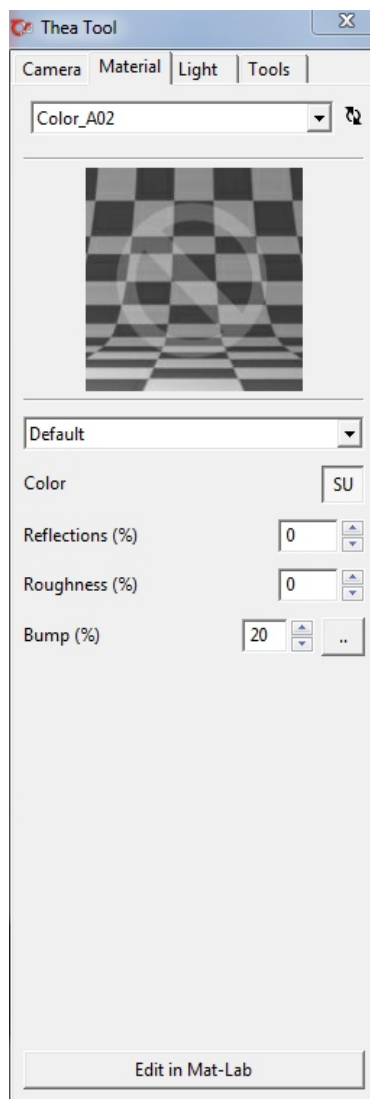 Thea Tool
Camera Material Light Tools
Color_A02
Default
Color SU
Reflections (%) 0
Roughness (%) 0
Bump (%) 20 ..
Edit in Mat-Lab